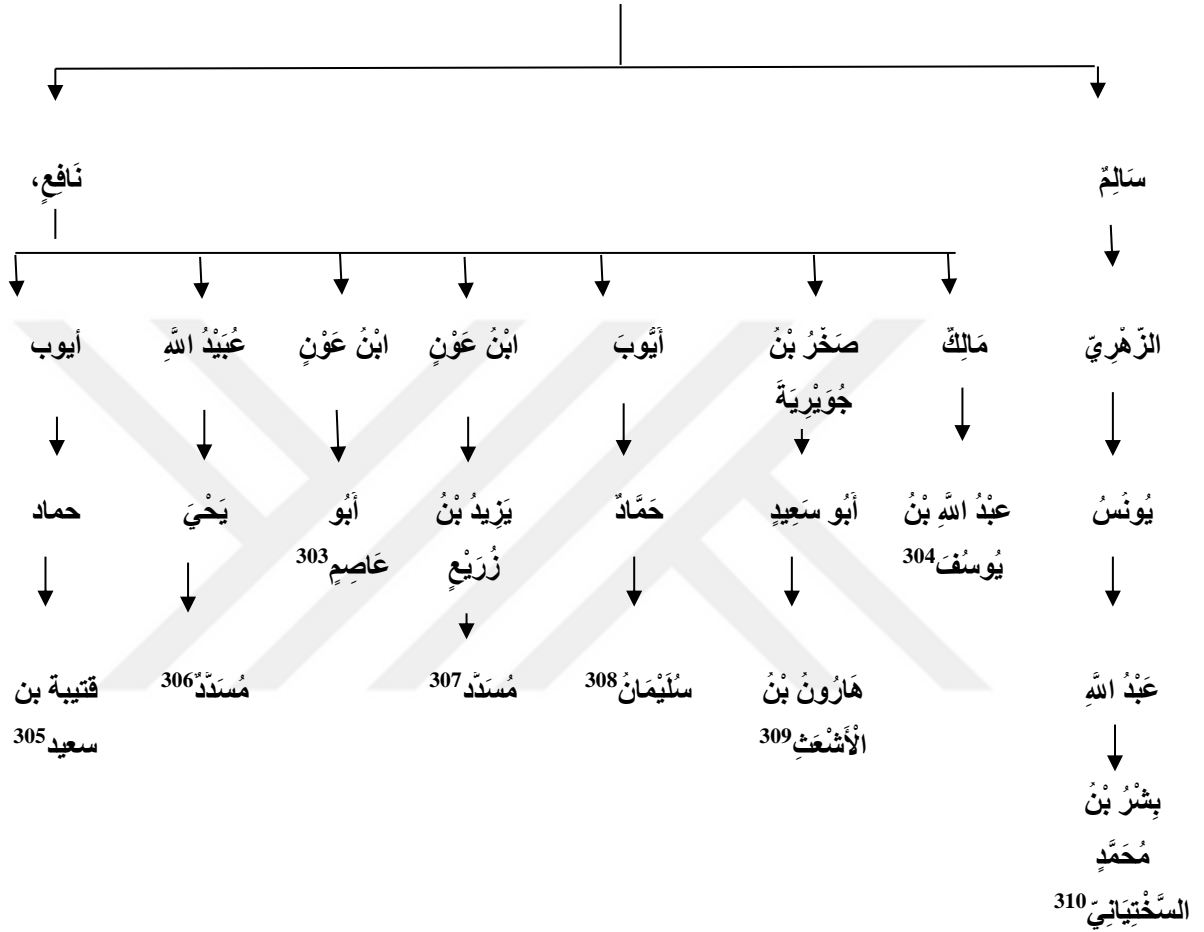 سَالِمٌ
نَافِعٍ،
الزّهْرِيّ
مَالِكٌ
صَخْرُ بْنُ
جُوَيْرِيَةَ
أَيُّوبَ
ابْنُ عَوْنٍ
ابْنُ عَوْنٍ
عُبَيْدُ اللَّهِ
أيوب
يُونُسُ
عبْدُ اللَّهِ بْنُ
يُوسُفَ304
أَبُو سَعِيدٍ
حَمَّادٌ
يَزِيدُ بْنُ
زُرَيْعٍ
أَبُو
عَاصِمٍ303
يَحْيَ
حماد
عَبْدُ اللَّهِ
هَارُونُ بْنُ
الْأَشْعَثِ309
سُلَيْمَانُ308
مُسَدّد307
مُسَدّدٌ306
قتيبة بن
سعيد305
بِشْرُ بْنُ
مُحَمَّدٍ
السَّخْتِيَانِيّ310